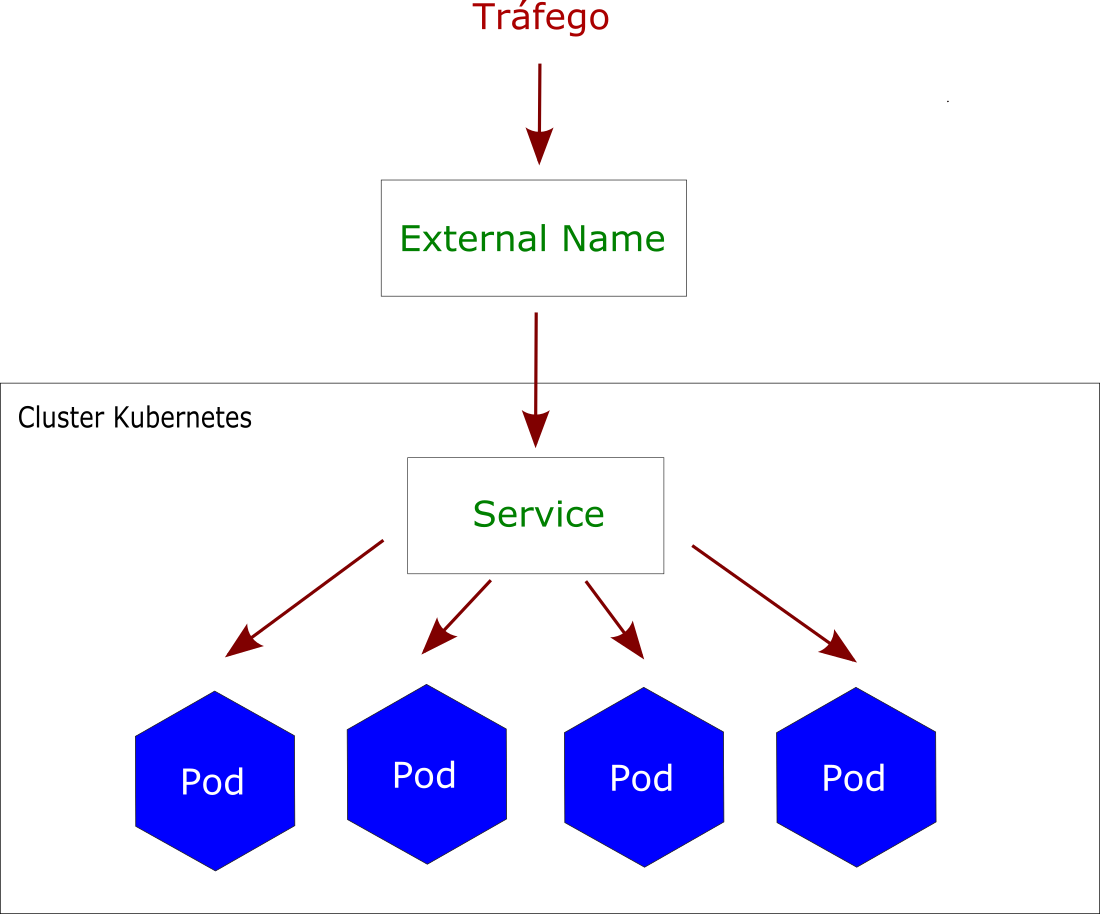 Tráfego
External Name
Cluster Kubernetes
Service
Pod
Pod
Pod
Pod